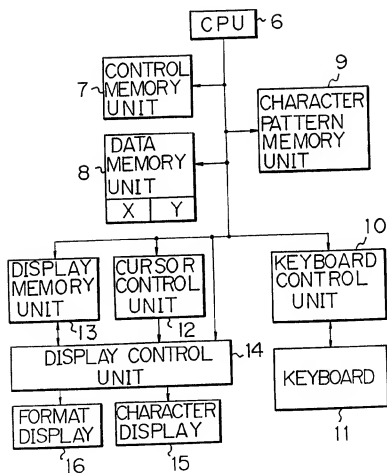 CPU
6
CONTROL
MEMORY
UNIT
7
9
CHARACTER
PATTERN
MEMORY
UNIT
DATA
MEMORY
UNIT
X Y
8
10
DISPLAY
MEMORY
UNIT
13
CURSOR
CONTROL
UNIT
12
KEYBOARD
CONTROL
UNIT
DISPLAY CONTROL
UNIT
14
KEYBOARD
11
FORMAT
DISPLAY
16
CHARACTER
DISPLAY
15